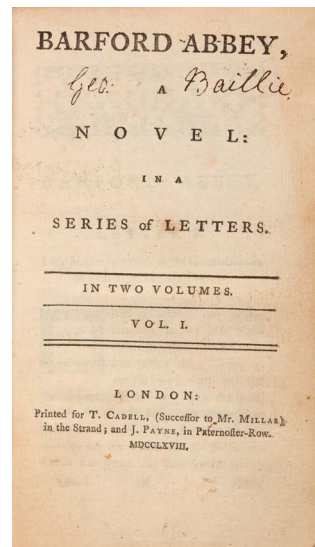 BARFORD ABBEY,
Geo. A Baillie.
NOVEL:
IN A
SERIES of LETTERS.
IN TWO VOLUMES.
VOL. I.
LONDON:
Printed for T. CADELL, (Succeſſor to Mr. MILLAR)
in the Strand; and J. PAYNE, in Paternoſter-Row.
MDCCLXVIII.